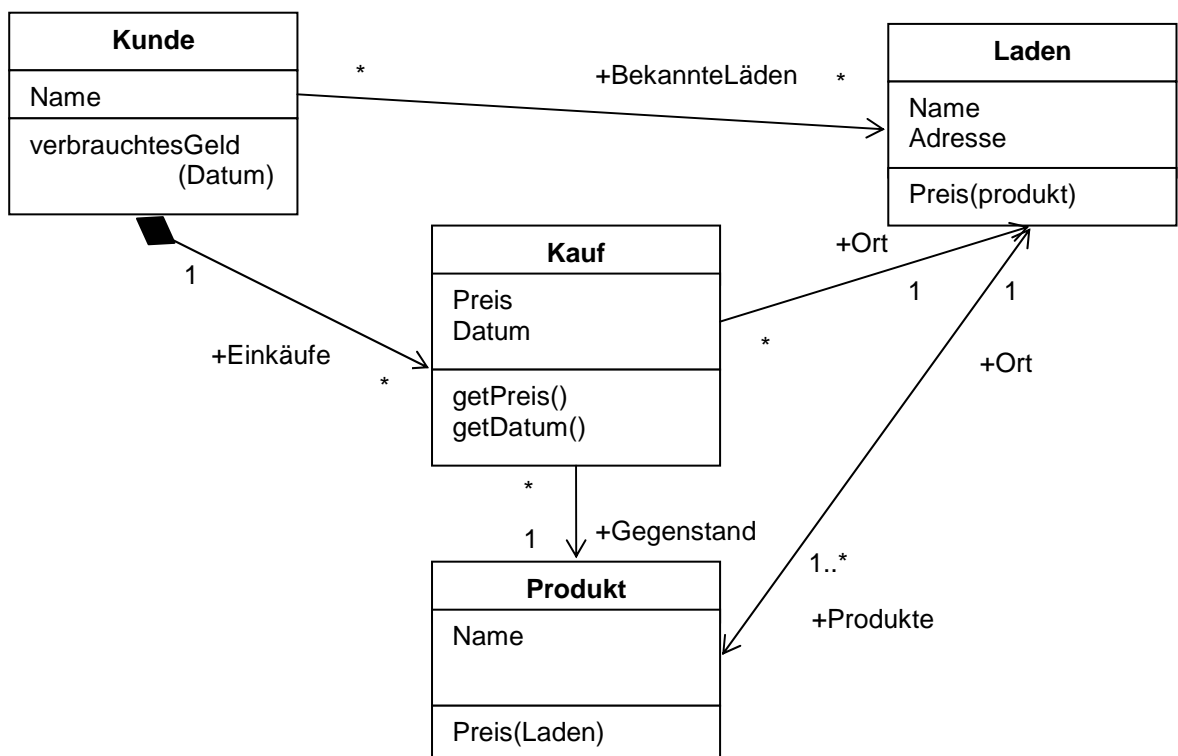 Kunde
Name
verbrauchtesGeld
(Datum)
*
+BekannteLäden
*
Laden
Name
Adresse
Preis(produkt)
1
+Einkäufe
*
Kauf
Preis
Datum
getPreis()
getDatum()
+Ort
1
*
1
+Ort
*
1
+Gegenstand
1..*
+Produkte
Produkt
Name
Preis(Laden)